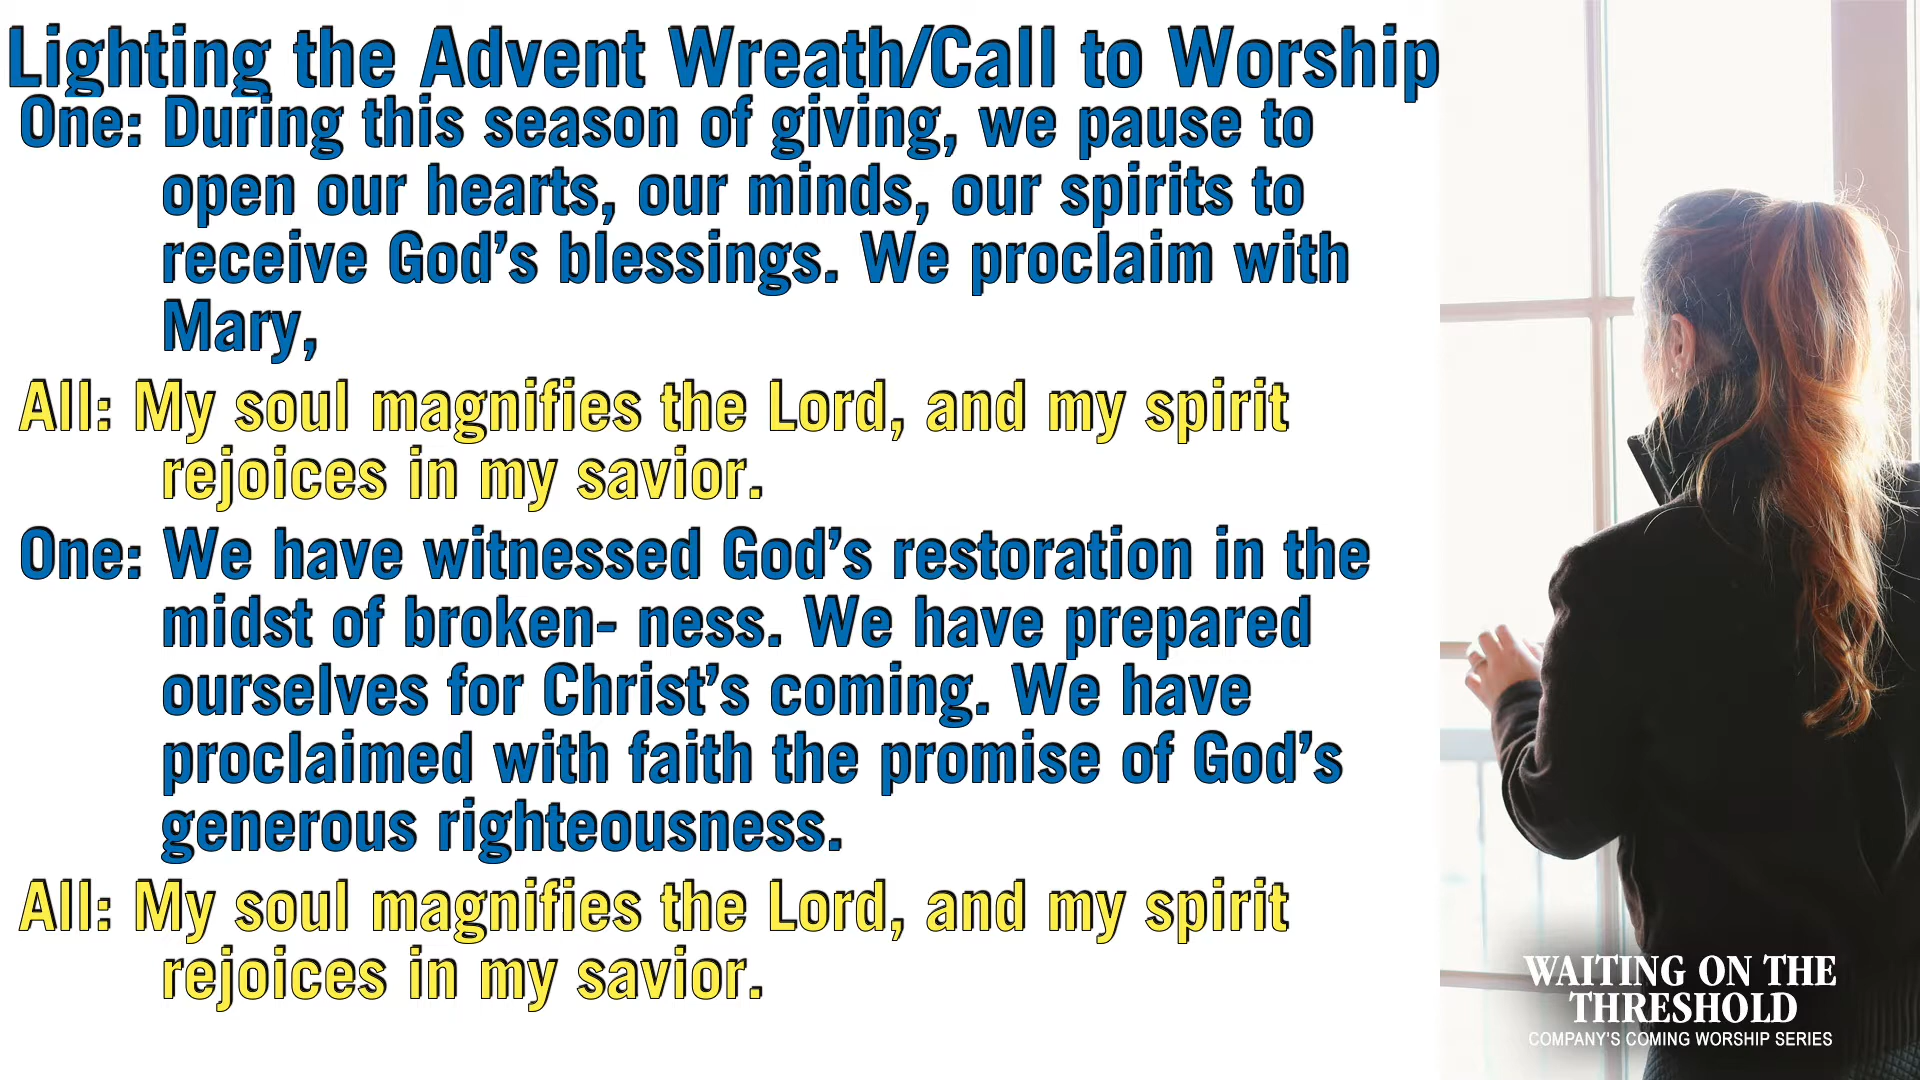 Lighting the Advent Wreath/Call to Worship
One: During this season of giving, we pause to
open our hearts, our minds, our spirits to
receive God’s blessings. We proclaim with
Mary,
All: My soul magnifies the Lord, and my spirit
rejoices in my savior.
One: We have witnessed God’s restoration in the
midst of broken- ness. We have prepared
ourselves for Christ’s coming. We have
proclaimed with faith the promise of God’s
generous righteousness.
All: My soul magnifies the Lord, and my spirit
rejoices in my savior.
WAITING ON THE
THRESHOLD
COMPANY'S COMING WORSHIP SERIES